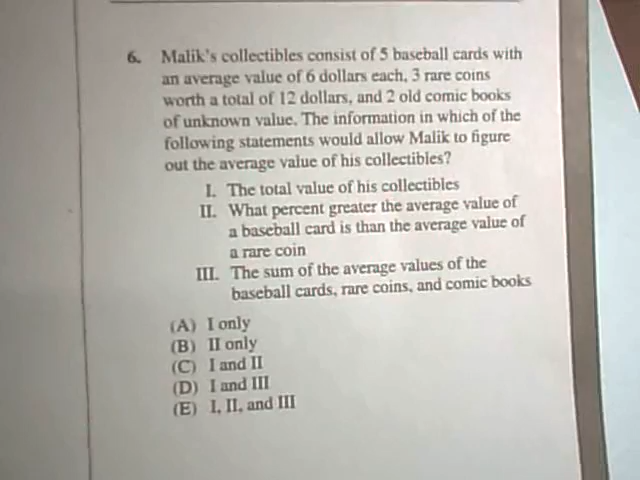 6. Malik's collectibles consist of 5 baseball cards with
an average value of 6 dollars each, 3 rare coins
worth a total of 12 dollars, and 2 old comic books
of unknown value. The information in which of the
following statements would allow Malik to figure
out the average value of his collectibles?
I. The total value of his collectibles
II. What percent greater the average value of
a baseball card is than the average value of
a rare coin
III. The sum of the average values of the
baseball cards, rare coins, and comic books
(A) I only
(B) II only
(C) I and II
(D) I and III
(E) I, II, and III